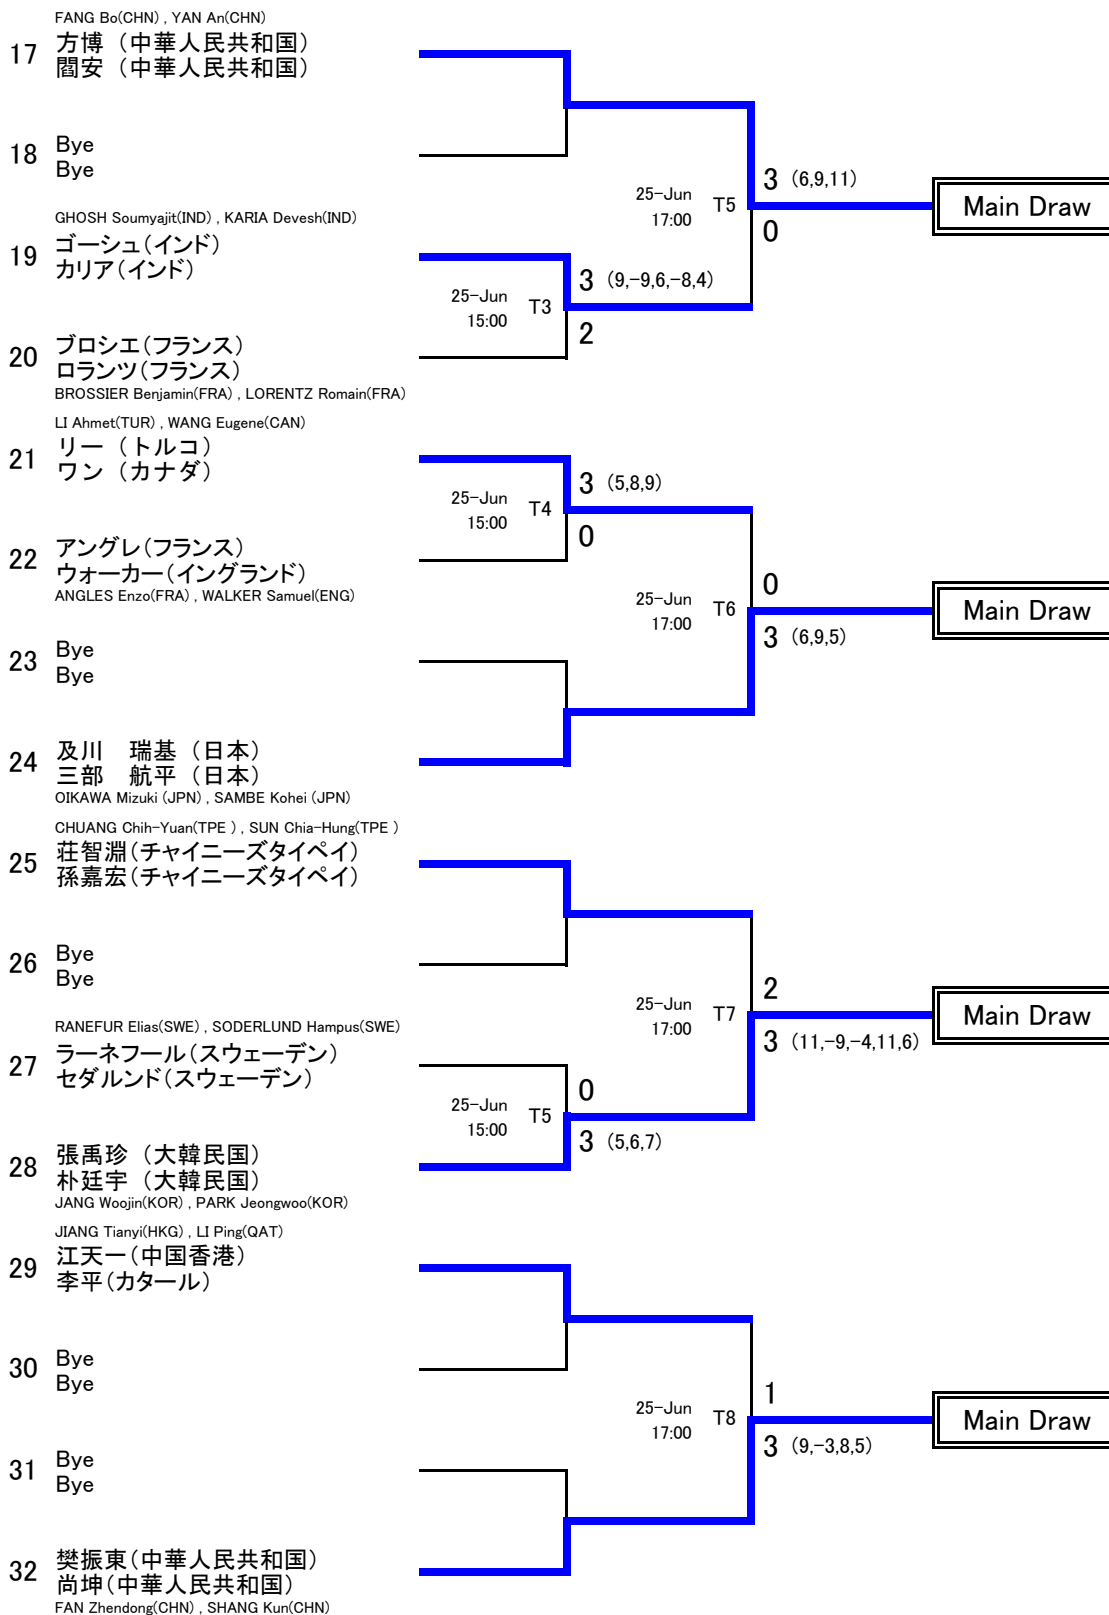 FANG Bo(CHN) , YAN An(CHN)
17 方博 (中華人民共和国)
閻安 (中華人民共和国)
18 Bye
Bye
25-Jun T5
17:00
3 (6,9,11)
0
Main Draw
GHOSH Soumyajit(IND) , KARIA Devesh(IND)
19 ゴーシュ(インド)
カリア(インド)
25-Jun T3
15:00
3 (9,-9,6,-8,4)
2
20 ブロシエ(フランス)
ロランツ(フランス)
BROSSIER Benjamin(FRA) , LORENTZ Romain(FRA)
LI Ahmet(TUR) , WANG Eugene(CAN)
21 リー (トルコ)
ワン (カナダ)
25-Jun T4
15:00
3 (5,8,9)
0
22 アングレ(フランス)
ウォーカー(イングランド)
ANGLES Enzo(FRA) , WALKER Samuel(ENG)
25-Jun T6
17:00
0
3 (6,9,5)
Main Draw
23 Bye
Bye
24 及川 瑞基 (日本)
三部 航平 (日本)
OIKAWA Mizuki (JPN) , SAMBE Kohei (JPN)
CHUANG Chih-Yuan(TPE ) , SUN Chia-Hung(TPE )
25 荘智淵(チャイニーズタイペイ)
孫嘉宏(チャイニーズタイペイ)
26 Bye
Bye
25-Jun T7
17:00
2
3 (11,-9,-4,11,6)
Main Draw
RANEFUR Elias(SWE) , SODERLUND Hampus(SWE)
27 ラーネフール(スウェーデン)
セダルンド(スウェーデン)
25-Jun T5
15:00
0
3 (5,6,7)
28 張禹珍 (大韓民国)
朴廷宇 (大韓民国)
JANG Woojin(KOR) , PARK Jeongwoo(KOR)
JIANG Tianyi(HKG) , LI Ping(QAT)
29 江天一(中国香港)
李平(カタール)
30 Bye
Bye
25-Jun T8
17:00
1
3 (9,-3,8,5)
Main Draw
31 Bye
Bye
32 樊振東(中華人民共和国)
尚坤(中華人民共和国)
FAN Zhendong(CHN) , SHANG Kun(CHN)